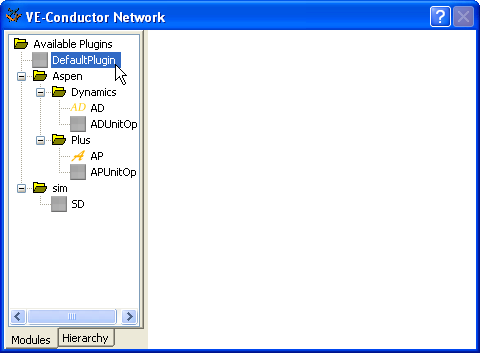 VE-Conductor Network
Available Plugins
DefaultPlugin
Aspen
Dynamics
AD AD
ADUnitOp
Plus
A AP
APUnitOp
sim
SD
Modules
Hierarchy